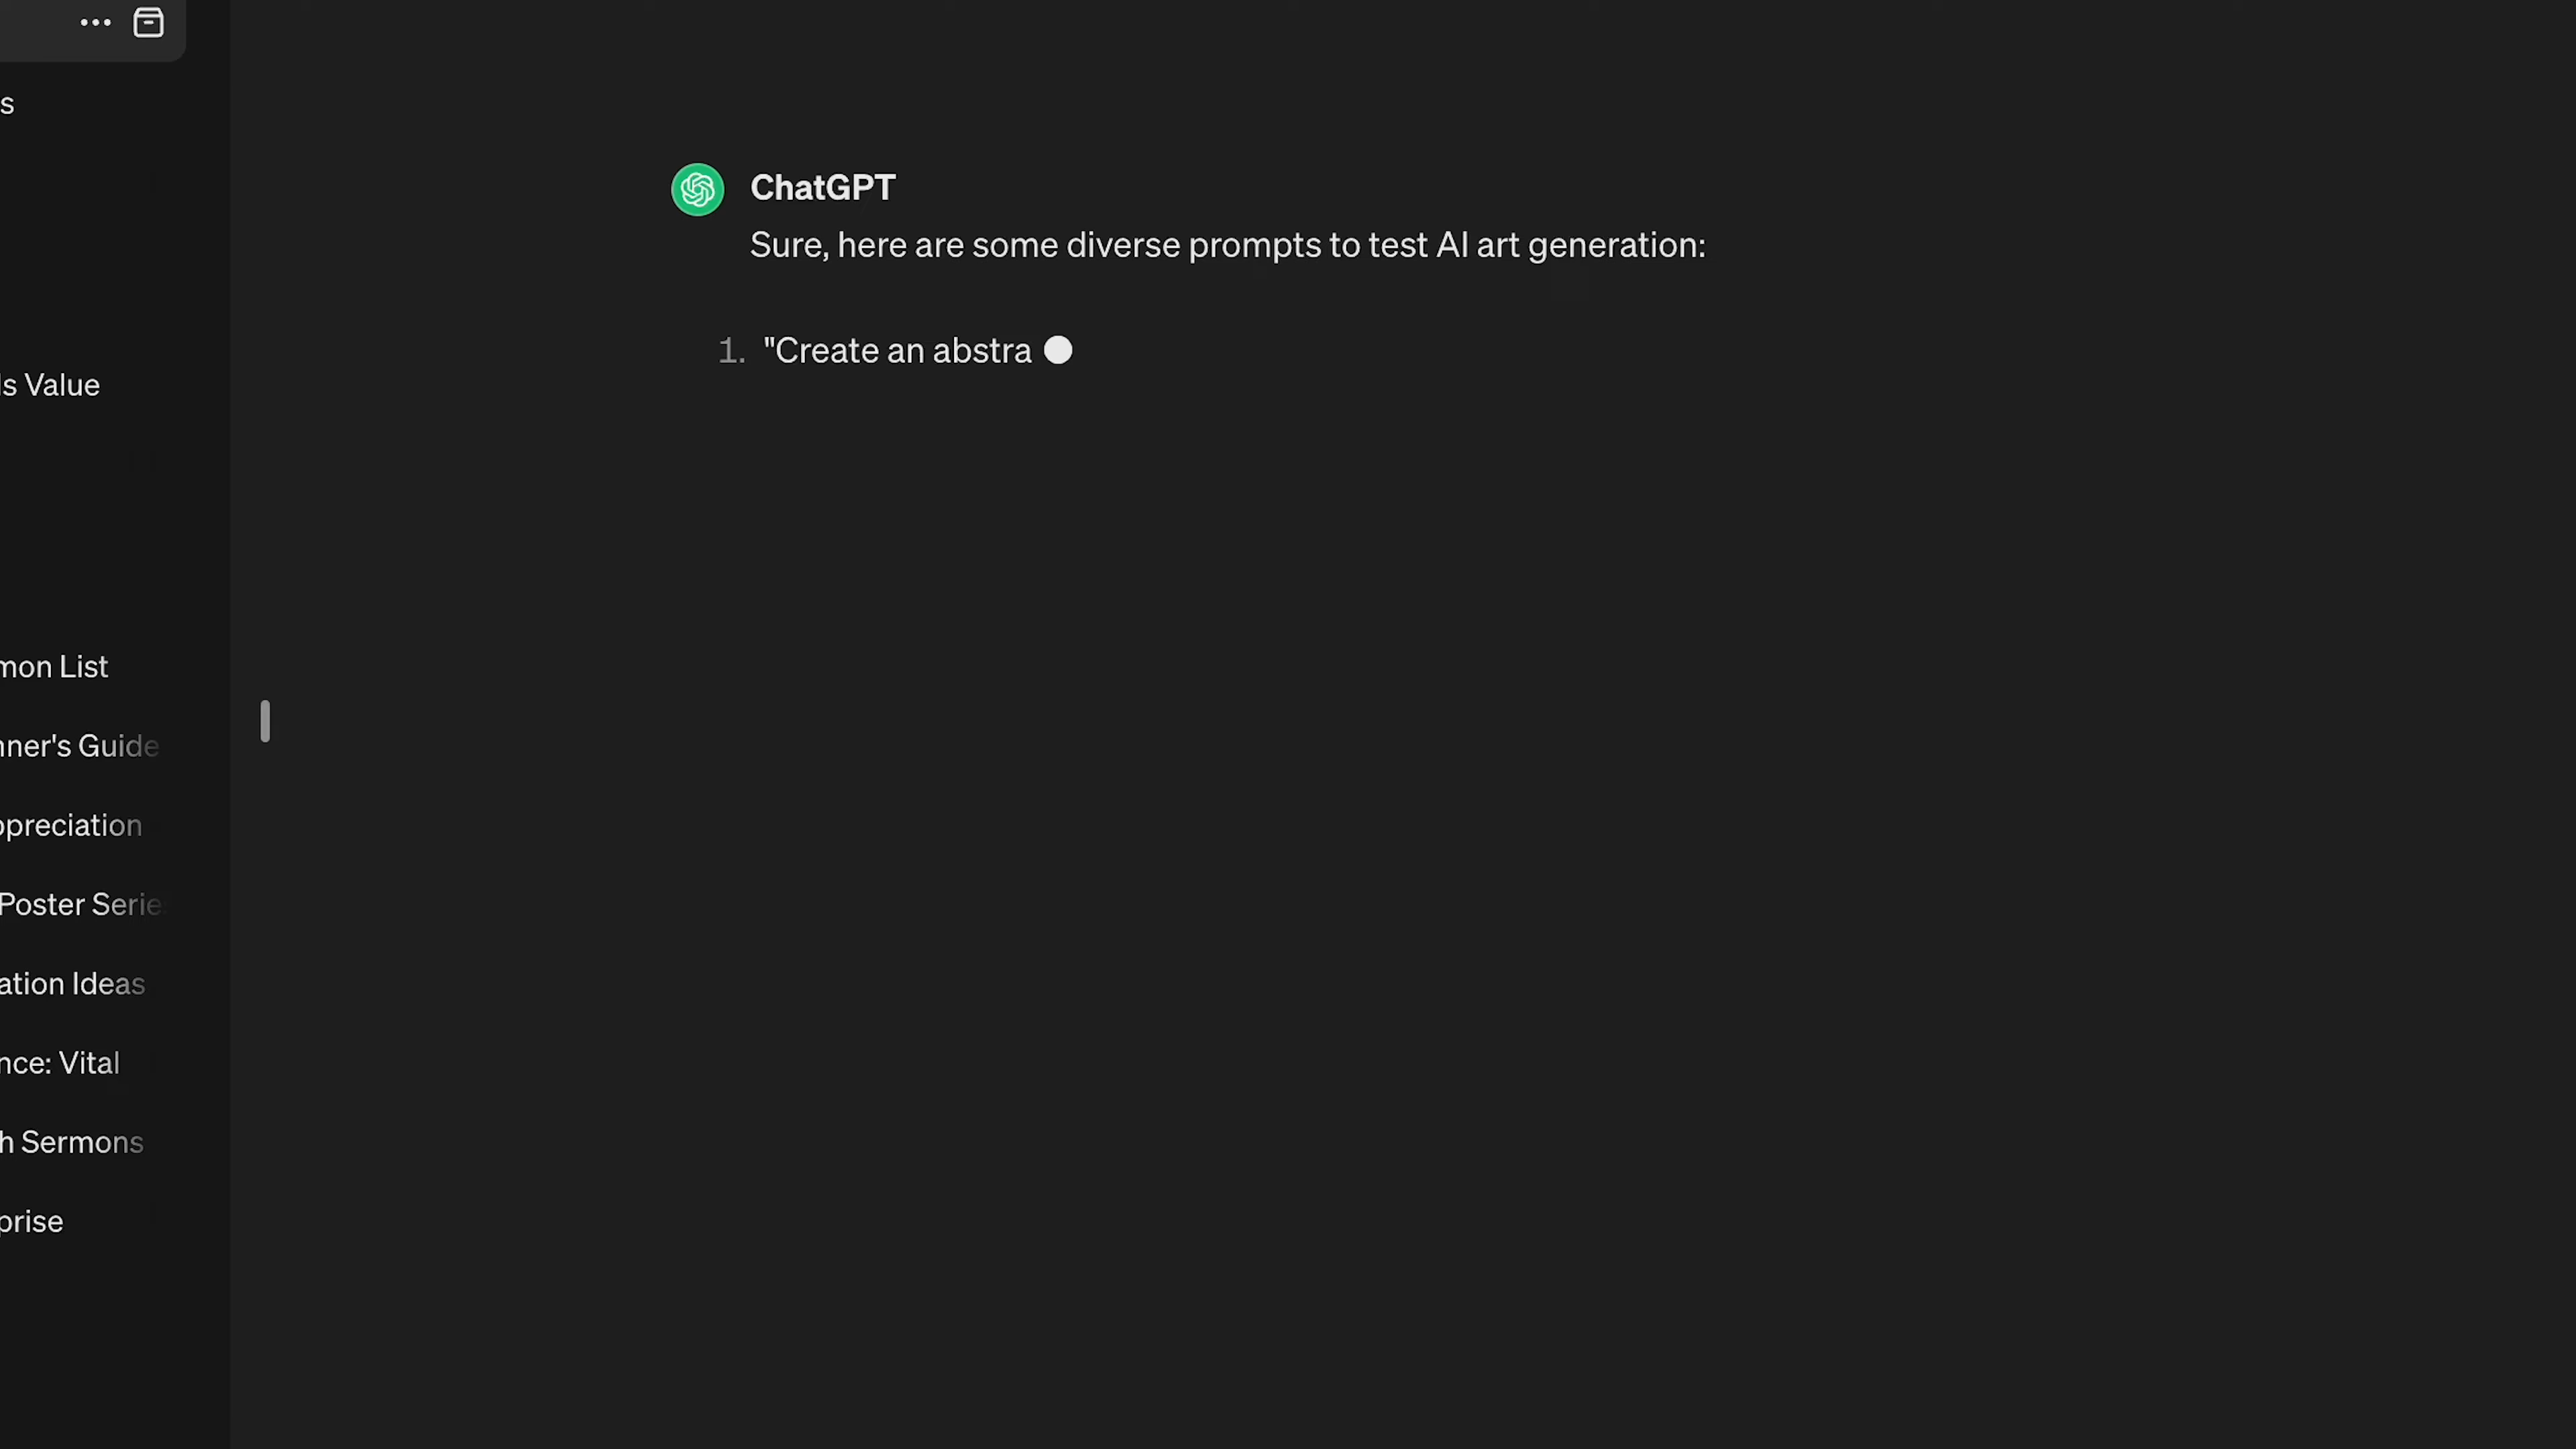 s
ls Value
mon List
nner's Guide
ppreciation
Poster Serie
ation Ideas
nce: Vital
h Sermons
prise
ChatGPT
Sure, here are some diverse prompts to test AI art generation:
1. "Create an abstra